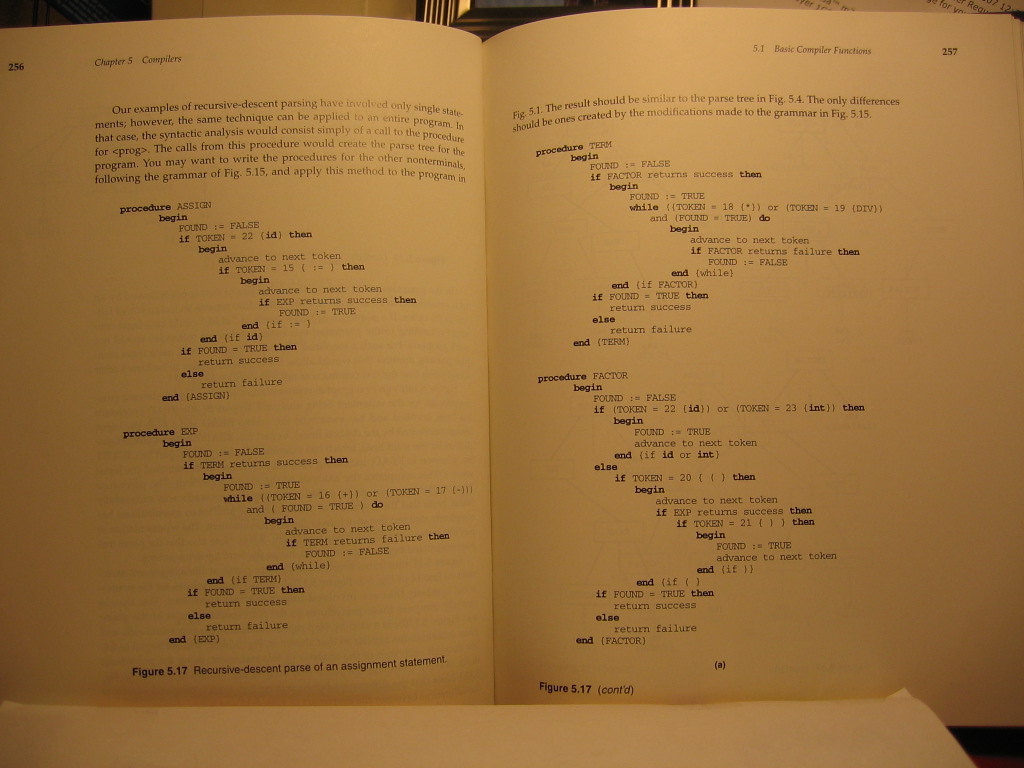 256
Chapter 5 Compilers
Our examples of recursive-descent parsing have involved only single state-
ments; however, the same technique can be applied to an entire program. In
that case, the syntactic analysis would consist simply of a call to the procedure
for <prog>. The calls from this procedure would create the parse tree for the
program. You may want to write the procedures for the other nonterminals,
following the grammar of Fig. 5.15, and apply this method to the program in
procedure ASSIGN
begin
FOUND := FALSE
if TOKEN = 22 {id} then
begin
advance to next token
if TOKEN = 15 { := } then
begin
advance to next token
if EXP returns success then
FOUND := TRUE
end {if := }
end {if id}
if FOUND = TRUE then
return success
else
return failure
end {ASSIGN}
procedure EXP
begin
FOUND := FALSE
if TERM returns success then
begin
FOUND := TRUE
while ((TOKEN = 16 {+}) or (TOKEN = 17 {-}))
and ( FOUND = TRUE ) do
begin
advance to next token
if TERM returns failure then
FOUND := FALSE
end {while}
end {if TERM}
if FOUND = TRUE then
return success
else
return failure
end {EXP}
Figure 5.17 Recursive-descent parse of an assignment statement.
5.1 Basic Compiler Functions
257
Fig. 5.1. The result should be similar to the parse tree in Fig. 5.4. The only differences
should be ones created by the modifications made to the grammar in Fig. 5.15.
procedure TERM
begin
FOUND := FALSE
if FACTOR returns success then
begin
FOUND := TRUE
while ((TOKEN = 18 {*}) or (TOKEN = 19 {DIV})
and (FOUND = TRUE) do
begin
advance to next token
if FACTOR returns failure then
FOUND := FALSE
end {while}
end {if FACTOR}
if FOUND = TRUE then
return success
else
return failure
end {TERM}
procedure FACTOR
begin
FOUND := FALSE
if (TOKEN = 22 {id}) or (TOKEN = 23 {int}) then
begin
FOUND := TRUE
advance to next token
end {if id or int}
else
if TOKEN = 20 { ( } then
begin
advance to next token
if EXP returns success then
if TOKEN = 21 { ) } then
begin
FOUND := TRUE
advance to next token
end {if )}
end {if ( }
if FOUND = TRUE then
return success
else
return failure
end {FACTOR}
(a)
Figure 5.17 (cont'd)